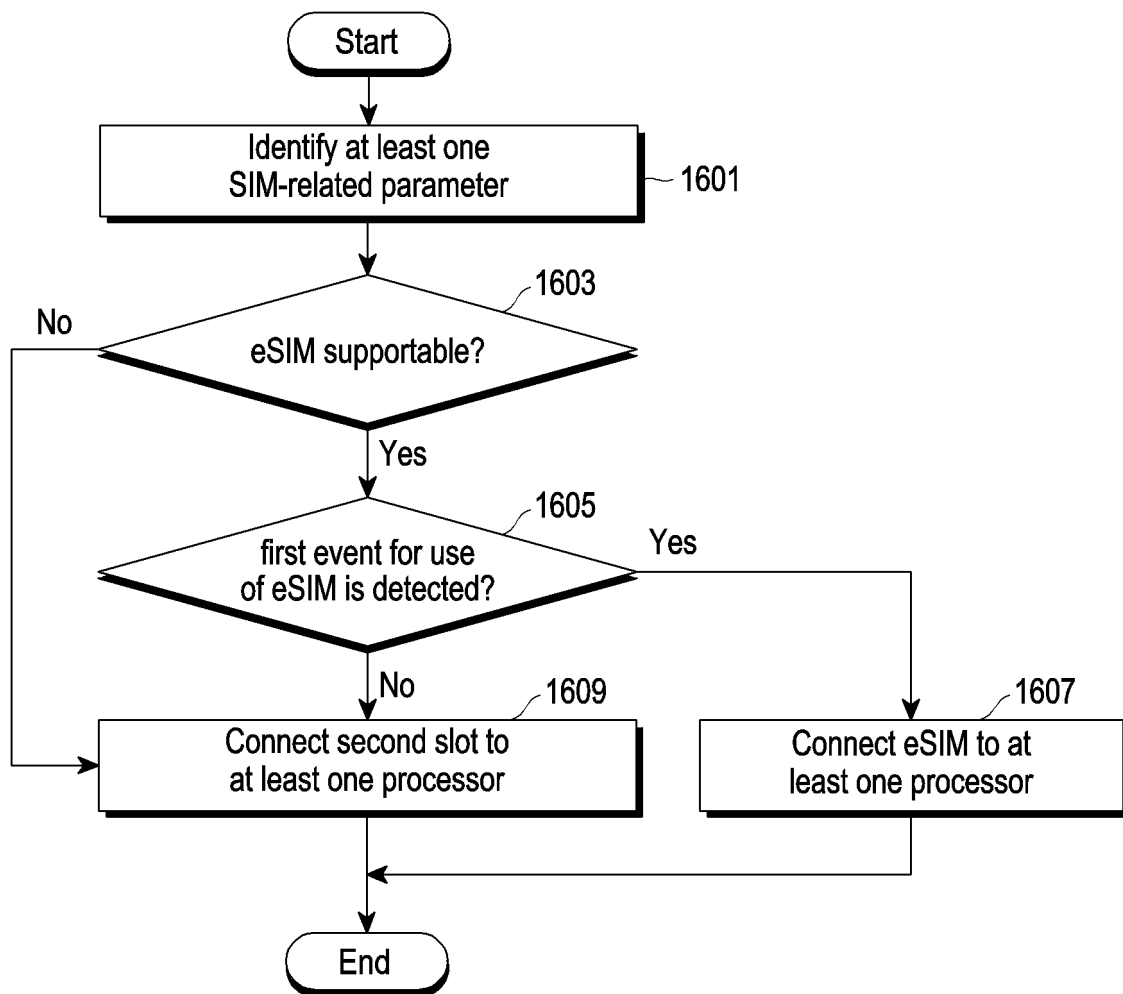 Start
Identify at least one
SIM-related parameter
1601
1603
No
eSIM supportable?
Yes
1605
first event for use
of eSIM is detected?
Yes
No
1609
Connect second slot to
at least one processor
1607
Connect eSIM to at
least one processor
End